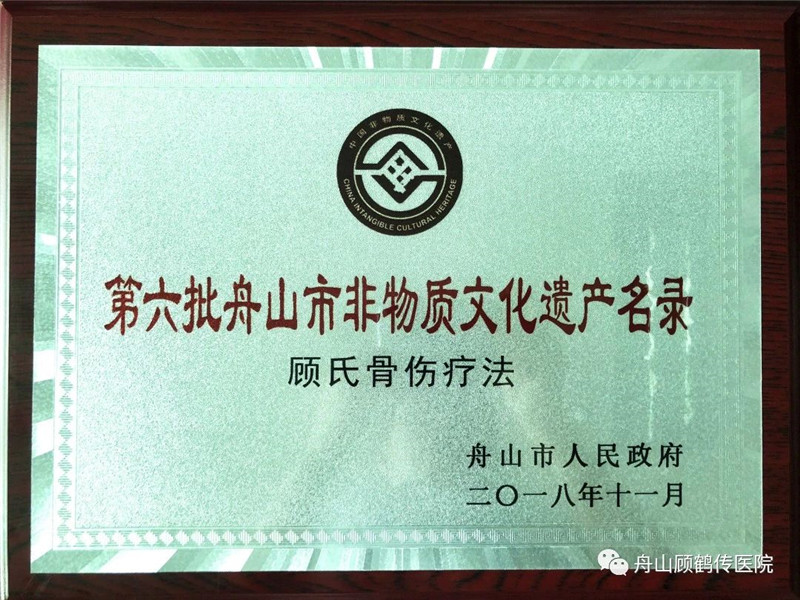 中国非物质文化遗产
CHINA INTANGIBLE CULTURAL HERITAGE
第六批舟山市非物质文化遗产名录
顾氏骨伤疗法
舟山市人民政府
二〇一八年十一月
舟山顾鹤传医院